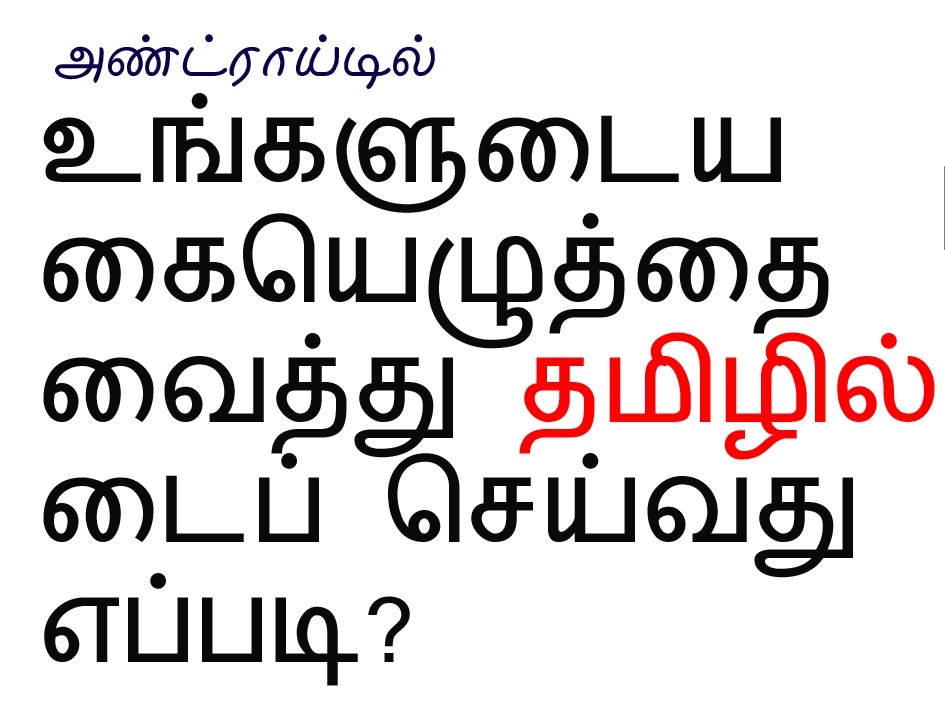 அண்ட்ராய்டில்
உங்களுடைய
கையெழுத்தை
வைத்து தமிழில்
டைப் செய்வது
எப்படி?